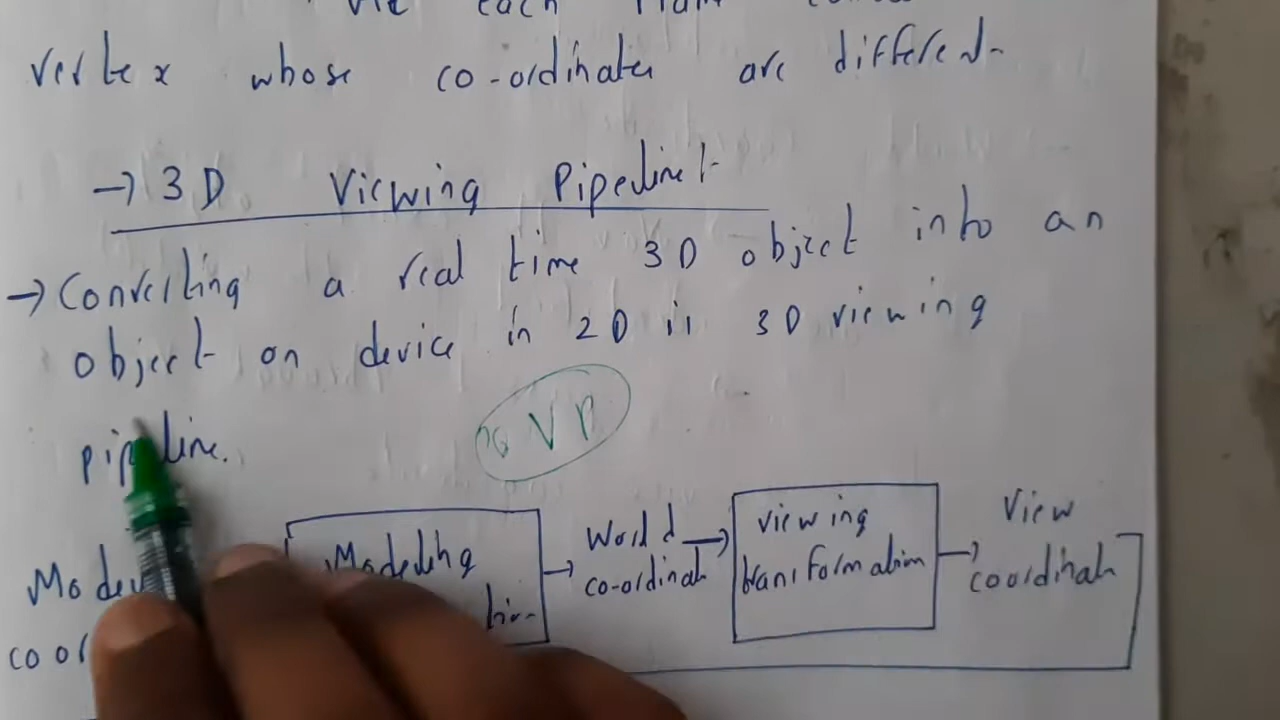 vertex whose co-ordinates are different
→ 3D Viewing Pipeline:-
→ Converting a real time 3D object into an
object on device in 2D is 3D viewing
pipeline.
VP
Modeling
World
co-ordinate
viewing
transformation
View
coordinate